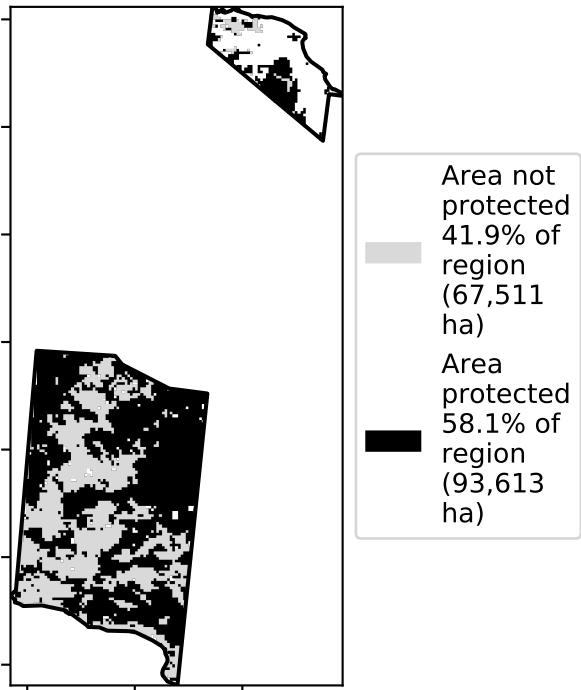 Area not
protected
41.9% of
region
(67,511
ha)
Area
protected
58.1% of
region
(93,613
ha)